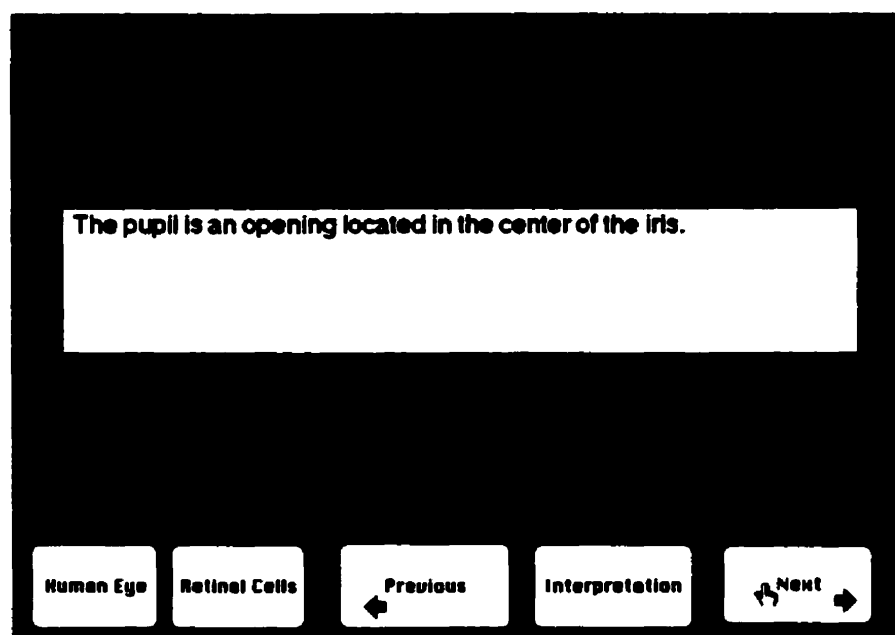 The pupil is an opening located in the center of the iris.
Human Eye
Retinal Cells
Previous
Interpretation
Next